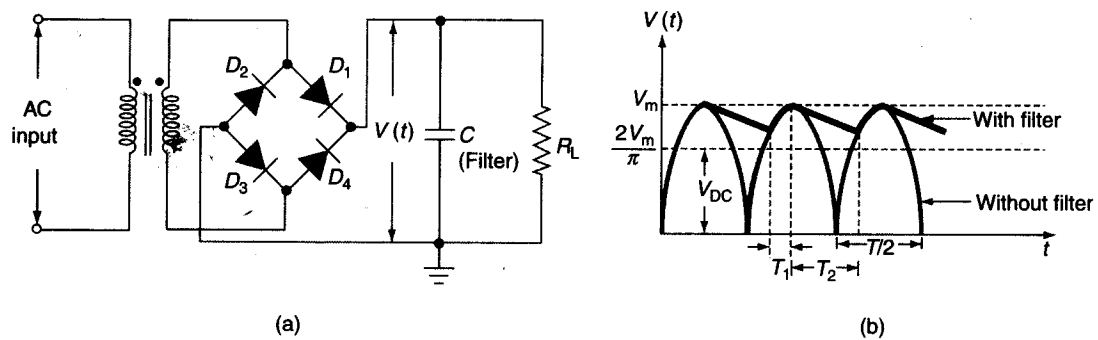 AC
input
D2
D1
D3
D4
V(t)
C
(Filter)
RL
(a)
V(t)
Vm
2Vm
π
VDC
With filter
Without filter
T/2
t
T1
T2
(b)